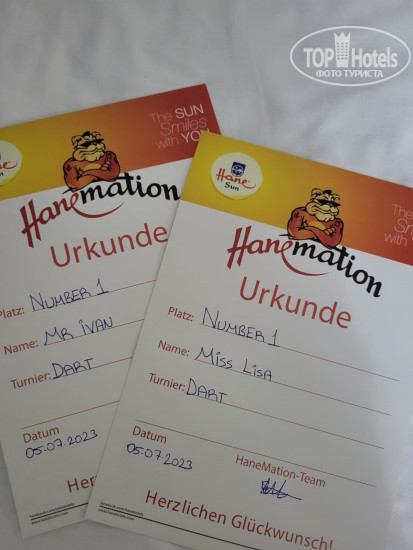 TOP Hotels
ФОТО ТУРИСТА
The SUN
Smiles
with YOU
Hane
Hanemation
Urkunde
Platz: NUMBER 1
Name: MR IVAN
Turnier: DART
Datum
05.07.2023
Herz
The
Smi
with
Hane
Sun
Hanemation
Urkunde
Platz: NUMBER 1
Name: MISS LISA
Turnier: DART
Datum
HaneMation-Team
05.07.2023
Herzlichen Glückwunsch!